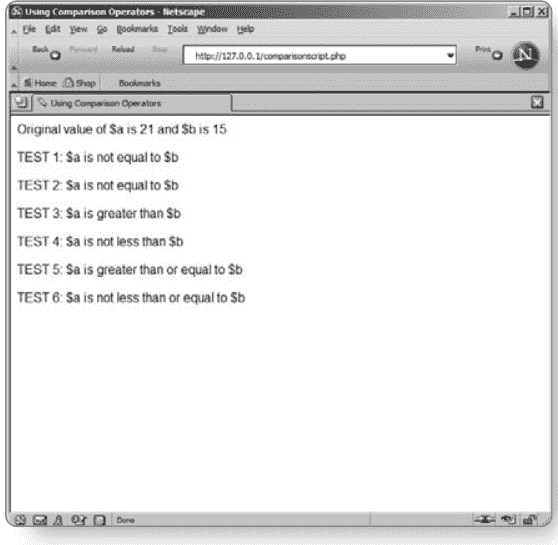 Using Comparison Operators - Netscape
File Edit View Go Bookmarks Tools Window Help
Back Forward Reload Stop http://127.0.0.1/comparisonscript.php Print N
Home Shop Bookmarks
Using Comparison Operators
Original value of $a is 21 and $b is 15
TEST 1: $a is not equal to $b
TEST 2: $a is not equal to $b
TEST 3: $a is greater than $b
TEST 4: $a is not less than $b
TEST 5: $a is greater than or equal to $b
TEST 6: $a is not less than or equal to $b
Done